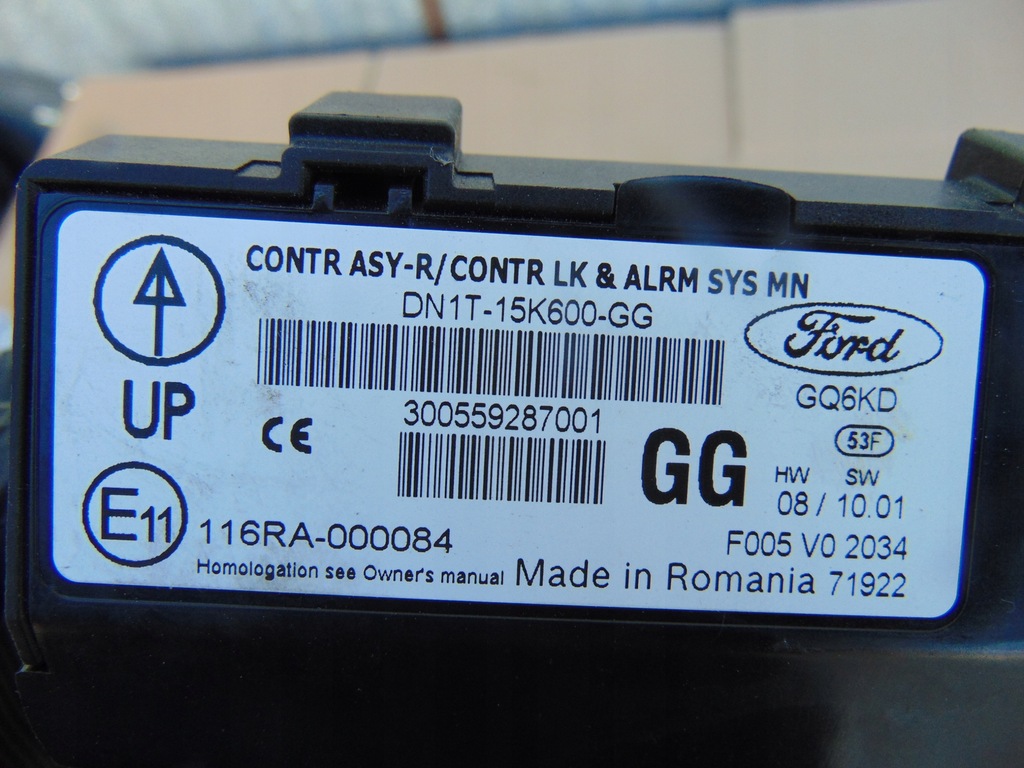 CONTR ASY-R/CONTR LK & ALRM SYS MN
DN1T-15K600-GG
Ford
UP
GQ6KD
300559287001
CE
GG
53F
HW SW
08 / 10.01
E11
116RA-000084
F005 V0 2034
Homologation see Owner's manual
Made in Romania 71922